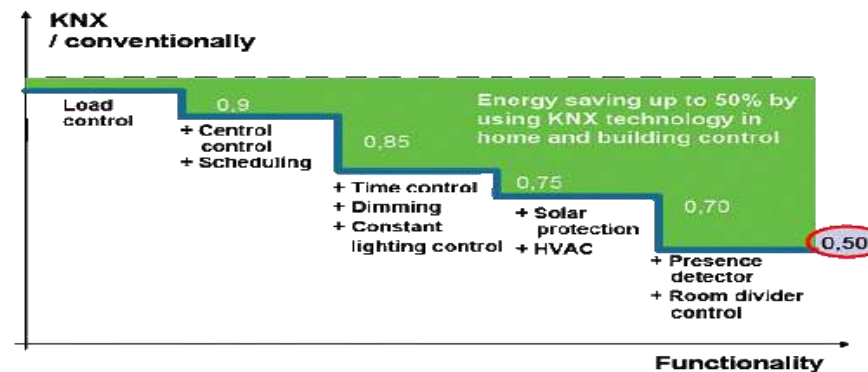 KNX
/ conventionally
Load
control
0,9
+ Centrol
control
+ Scheduling
0,85
+ Time control
+ Dimming
+ Constant
lighting control
Energy saving up to 50% by
using KNX technology in
home and building control
0,75
+ Solar
protection
+ HVAC
0,70
0,50
+ Presence
detector
+ Room divider
control
Functionality